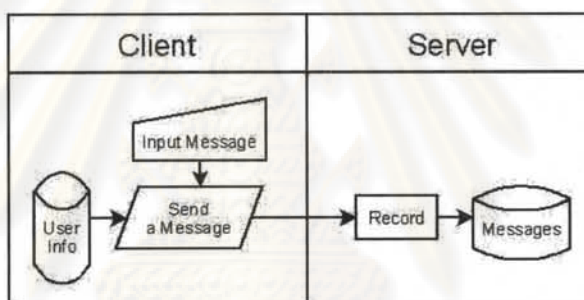 Client
Server
Input Message
User
Info
Send
a Message
Record
Messages